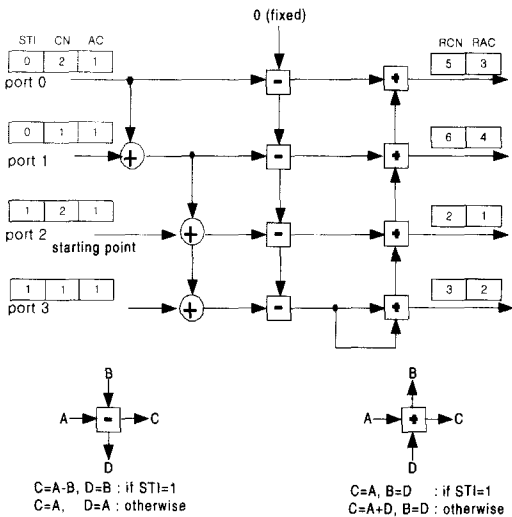 0 (fixed)
STI CN AC
0 2 1
port 0
RCN RAC
5 3
- +
0 1 1
port 1
+ - +
6 4
1 2 1
port 2
starting point
+ - +
2 1
1 1 1
port 3
+ - +
3 2
B
A - C
D
C=A-B, D=B : if STI=1
C=A, D=A : otherwise
B
A + C
D
C=A, B=D : if STI=1
C=A+D, B=D : otherwise